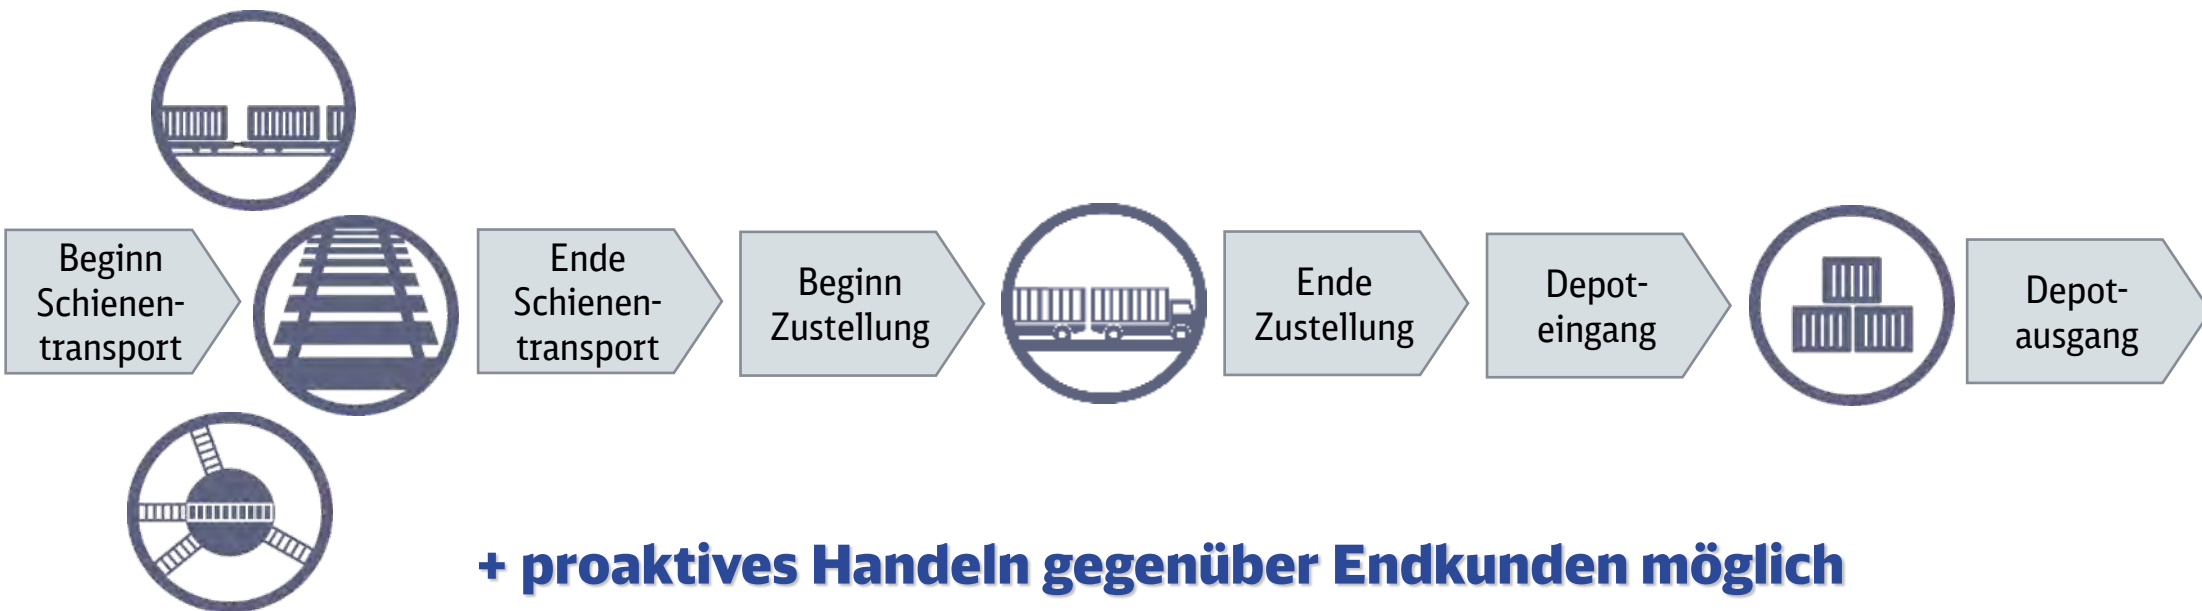 Beginn
Schienen-
transport
Ende
Schienen-
transport
Beginn
Zustellung
Ende
Zustellung
Depot-
eingang
Depot-
ausgang
+ proaktives Handeln gegenüber Endkunden möglich